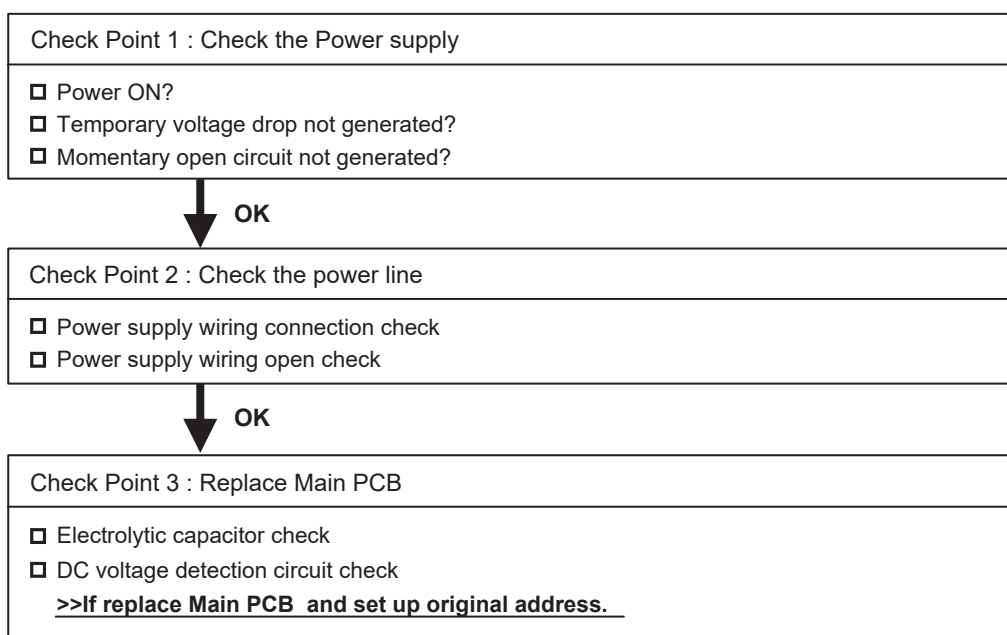 Check Point 1 : Check the Power supply
Power ON?
Temporary voltage drop not generated?
Momentary open circuit not generated?
OK
Check Point 2 : Check the power line
Power supply wiring connection check
Power supply wiring open check
OK
Check Point 3 : Replace Main PCB
Electrolytic capacitor check
DC voltage detection circuit check
>>If replace Main PCB  and set up original address.